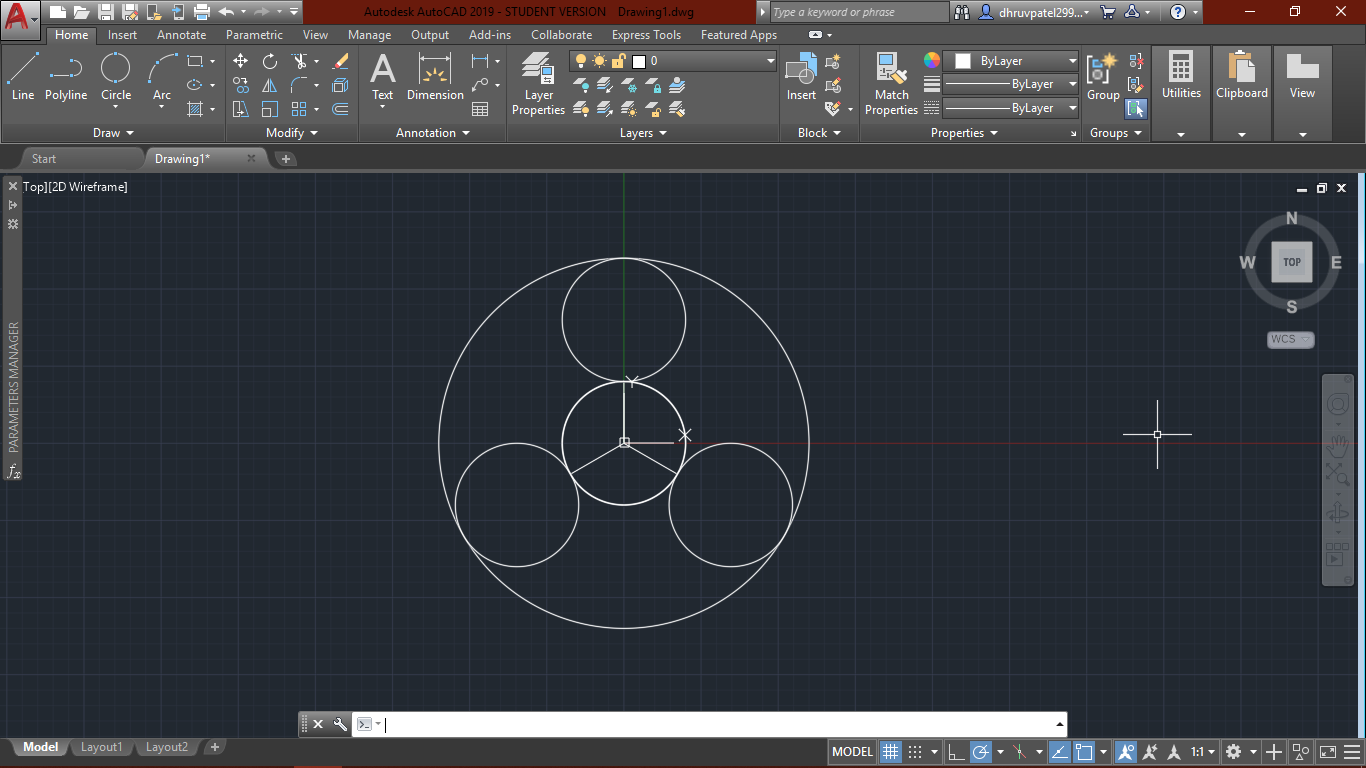 Autodesk AutoCAD 2019 - STUDENT VERSION Drawing1.dwg
Type a keyword or phrase
dhruvpatel299...
Home Insert Annotate Parametric View Manage Output Add-ins Collaborate Express Tools Featured Apps
Line Polyline Circle Arc
Draw
Modify
Text Dimension
Annotation
Layer Properties
0
Layers
Insert
Block
Match Properties
ByLayer
ByLayer
ByLayer
Properties
Group
Groups
Utilities
Clipboard
View
Start Drawing1*
Top][2D Wireframe]
PARAMETERS MANAGER
fx
N
W TOP E
S
WCS
Y
X
Model Layout1 Layout2
MODEL 1:1